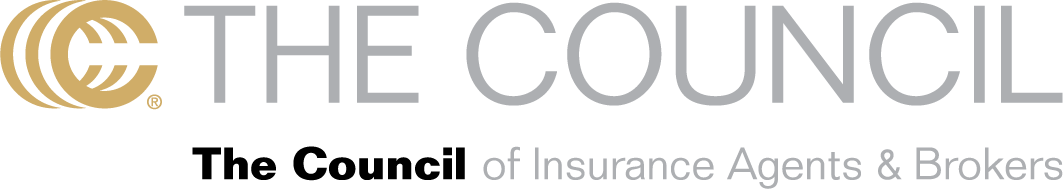 ® THE COUNCIL
The Council of Insurance Agents & Brokers